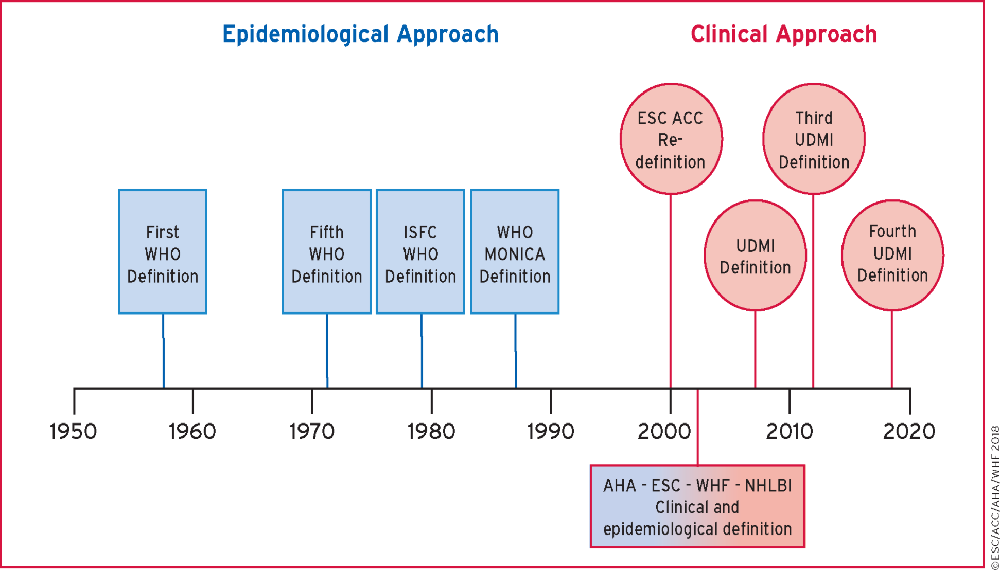 Epidemiological Approach
Clinical Approach
First
WHO
Definition
Fifth
WHO
Definition
ISFC
WHO
Definition
WHO
MONICA
Definition
ESC ACC
Re-
definition
UDMI
Definition
Third
UDMI
Definition
Fourth
UDMI
Definition
1950
1960
1970
1980
1990
2000
2010
2020
AHA - ESC - WHF - NHLBI
Clinical and
epidemiological definition
©ESC/ACC/AHA/WHF 2018